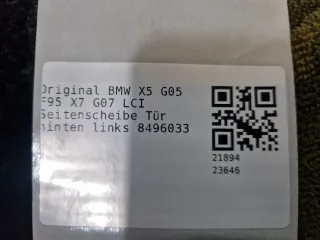 Original BMW X5 G05
F95 X7 G07 LCI
Seitenscheibe Tür
hinten links 8496033
21894
23646